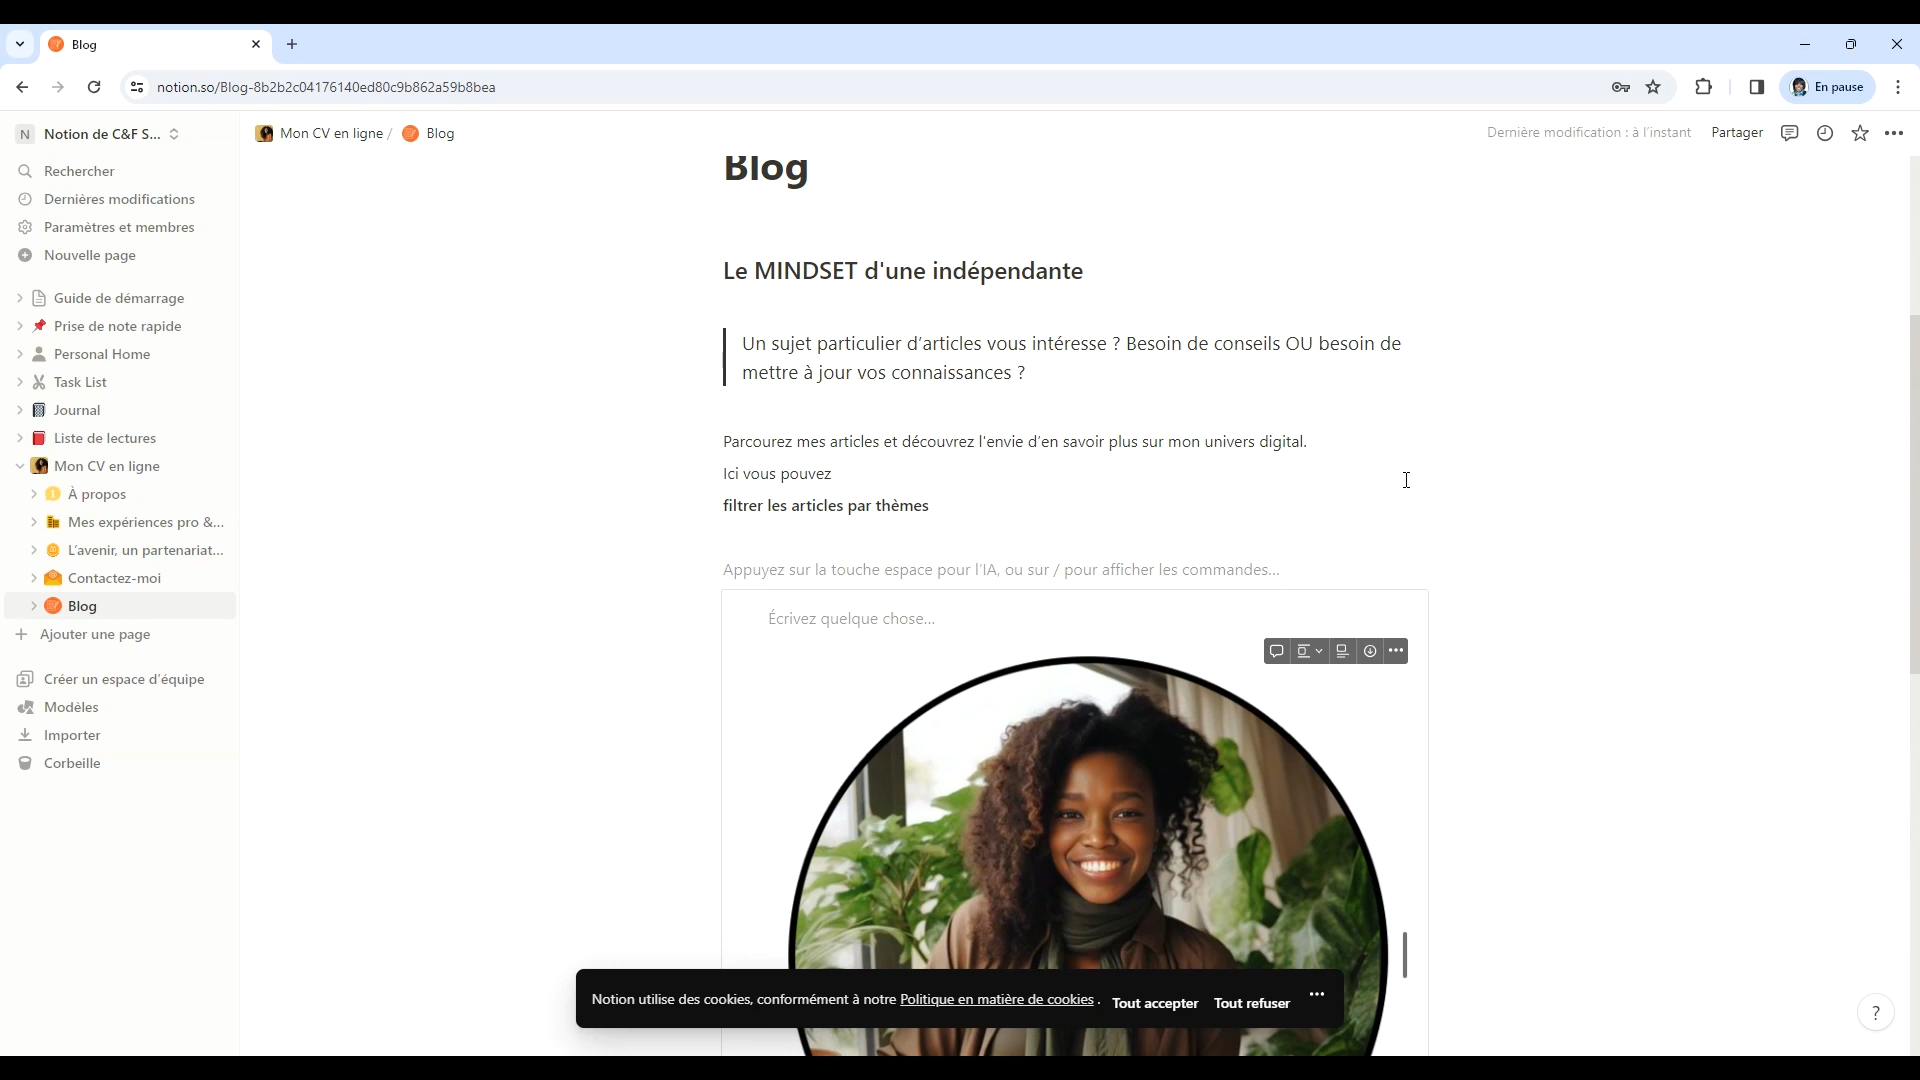 Blog
notion.so/Blog-8b2b2c04176140ed80c9b862a59b8bea
En pause
N Notion de C&F S...
Mon CV en ligne / Blog
Dernière modification : à l'instant
Partager
Rechercher
Dernières modifications
Paramètres et membres
Nouvelle page
Guide de démarrage
Prise de note rapide
Personal Home
Task List
Journal
Liste de lectures
Mon CV en ligne
À propos
Mes expériences pro &...
L'avenir, un partenariat...
Contactez-moi
Blog
Ajouter une page
Créer un espace d'équipe
Modèles
Importer
Corbeille
Blog
Le MINDSET d'une indépendante
Un sujet particulier d'articles vous intéresse ? Besoin de conseils OU besoin de
mettre à jour vos connaissances ?
Parcourez mes articles et découvrez l'envie d'en savoir plus sur mon univers digital.
Ici vous pouvez
filtrer les articles par thèmes
Appuyez sur la touche espace pour l'IA, ou sur / pour afficher les commandes...
Écrivez quelque chose...
Notion utilise des cookies, conformément à notre Politique en matière de cookies . Tout accepter Tout refuser
?